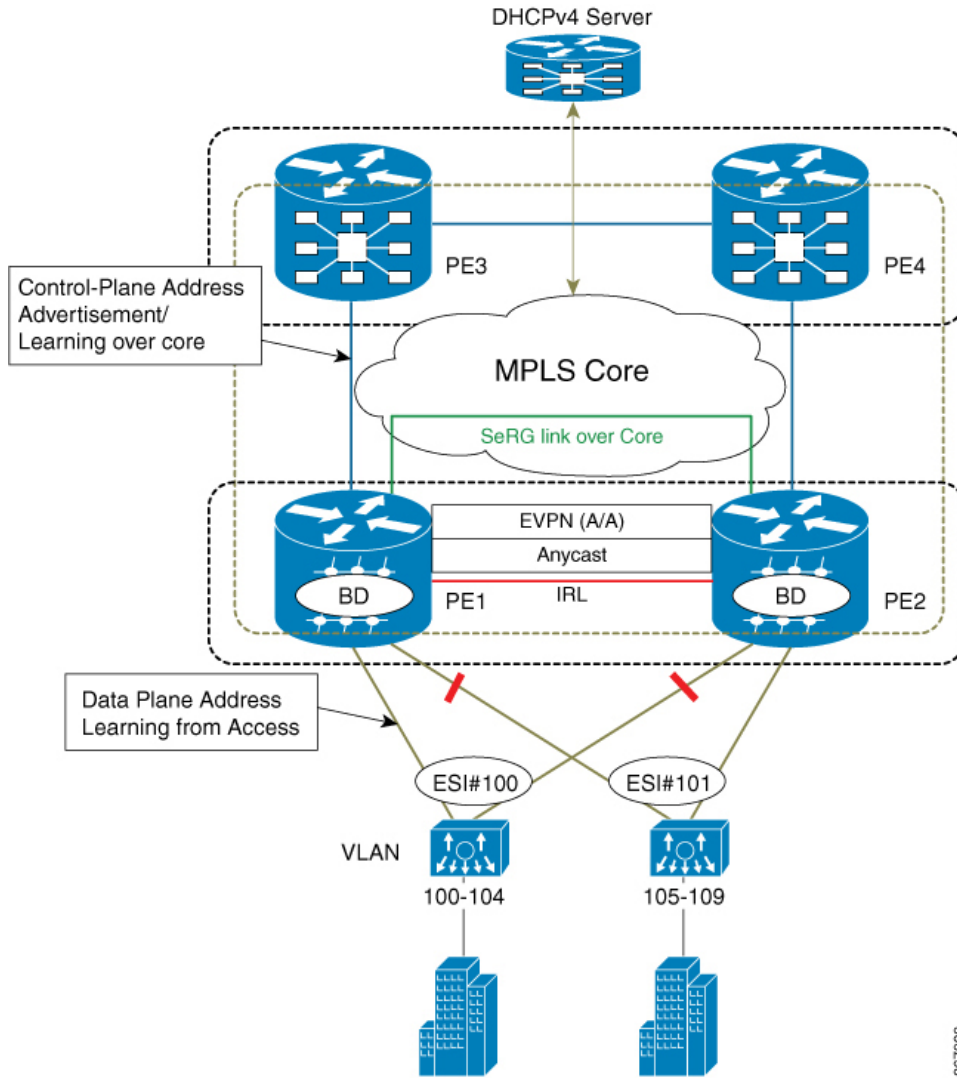 DHCPv4 Server
PE3
PE4
Control-Plane Address
Advertisement/
Learning over core
MPLS Core
SeRG link over Core
EVPN (A/A)
Anycast
IRL
BD
PE1
BD
PE2
Data Plane Address
Learning from Access
ESI#100
ESI#101
VLAN
100-104
105-109